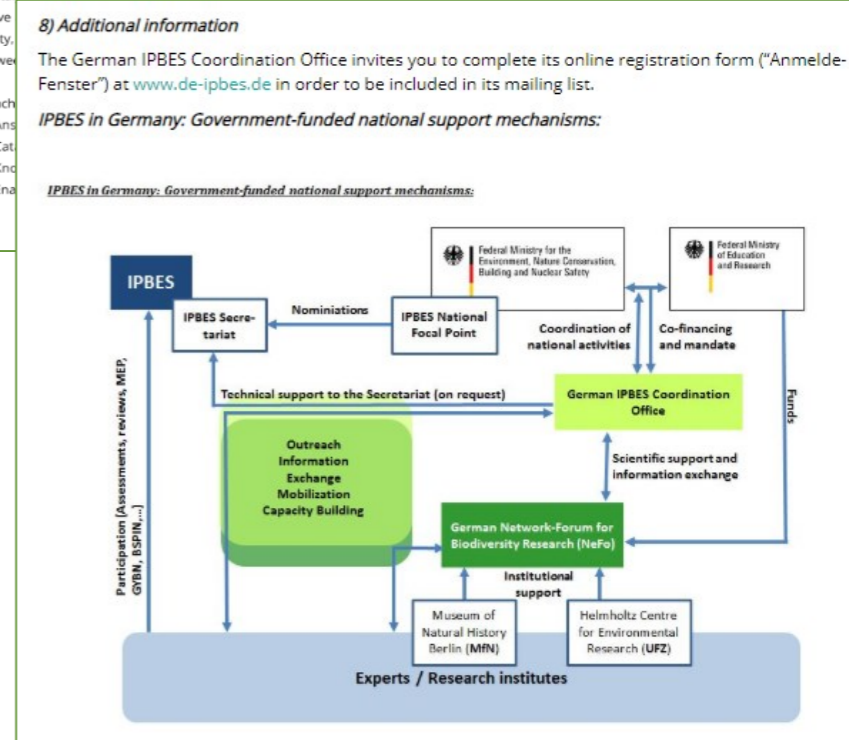 ve
ty.
8) Additional information
The German IPBES Coordination Office invites you to complete its online registration form (“Anmelde-
Fenster”) at www.de-ipbes.de in order to be included in its mailing list.
IPBES in Germany: Government-funded national support mechanisms:
IPBES in Germany: Government-funded national support mechanisms:
Federal Ministry for the
Environment, Nature Conservation,
Building and Nuclear Safety
Federal Ministry
of Education
and Research
IPBES
IPBES Secre-
tariat
Nominiations
IPBES National
Focal Point
Coordination of
national activities
Co-financing
and mandate
Technical support to the Secretariat (on request)
German IPBES Coordination
Office
Funds
Participation (Assessments, reviews, MEP,
GYBN, BSPIN,...)
Outreach
Information
Exchange
Mobilization
Capacity Building
Scientific support and
information exchange
German Network-Forum for
Biodiversity Research (NeFo)
Institutional
support
Museum of
Natural History
Berlin (MfN)
Helmholtz Centre
for Environmental
Research (UFZ)
Experts / Research institutes